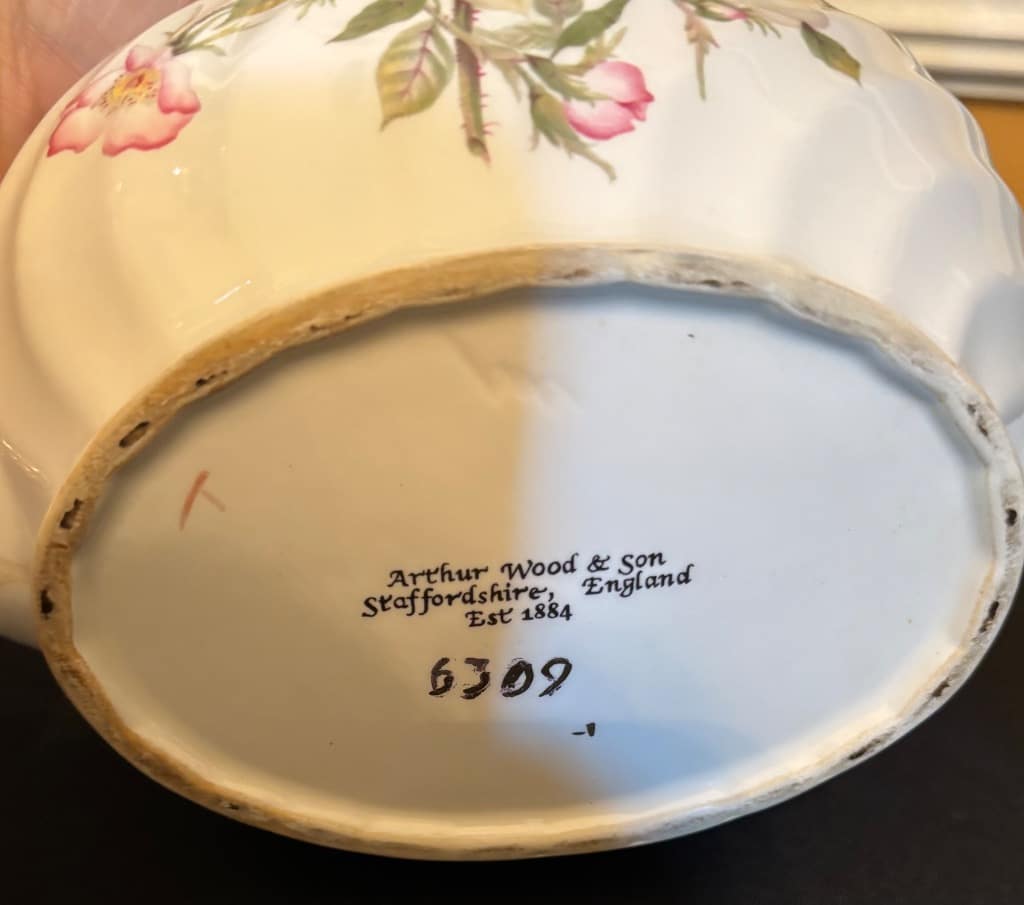 Arthur Wood & Son
Staffordshire, England
Est 1884
6309